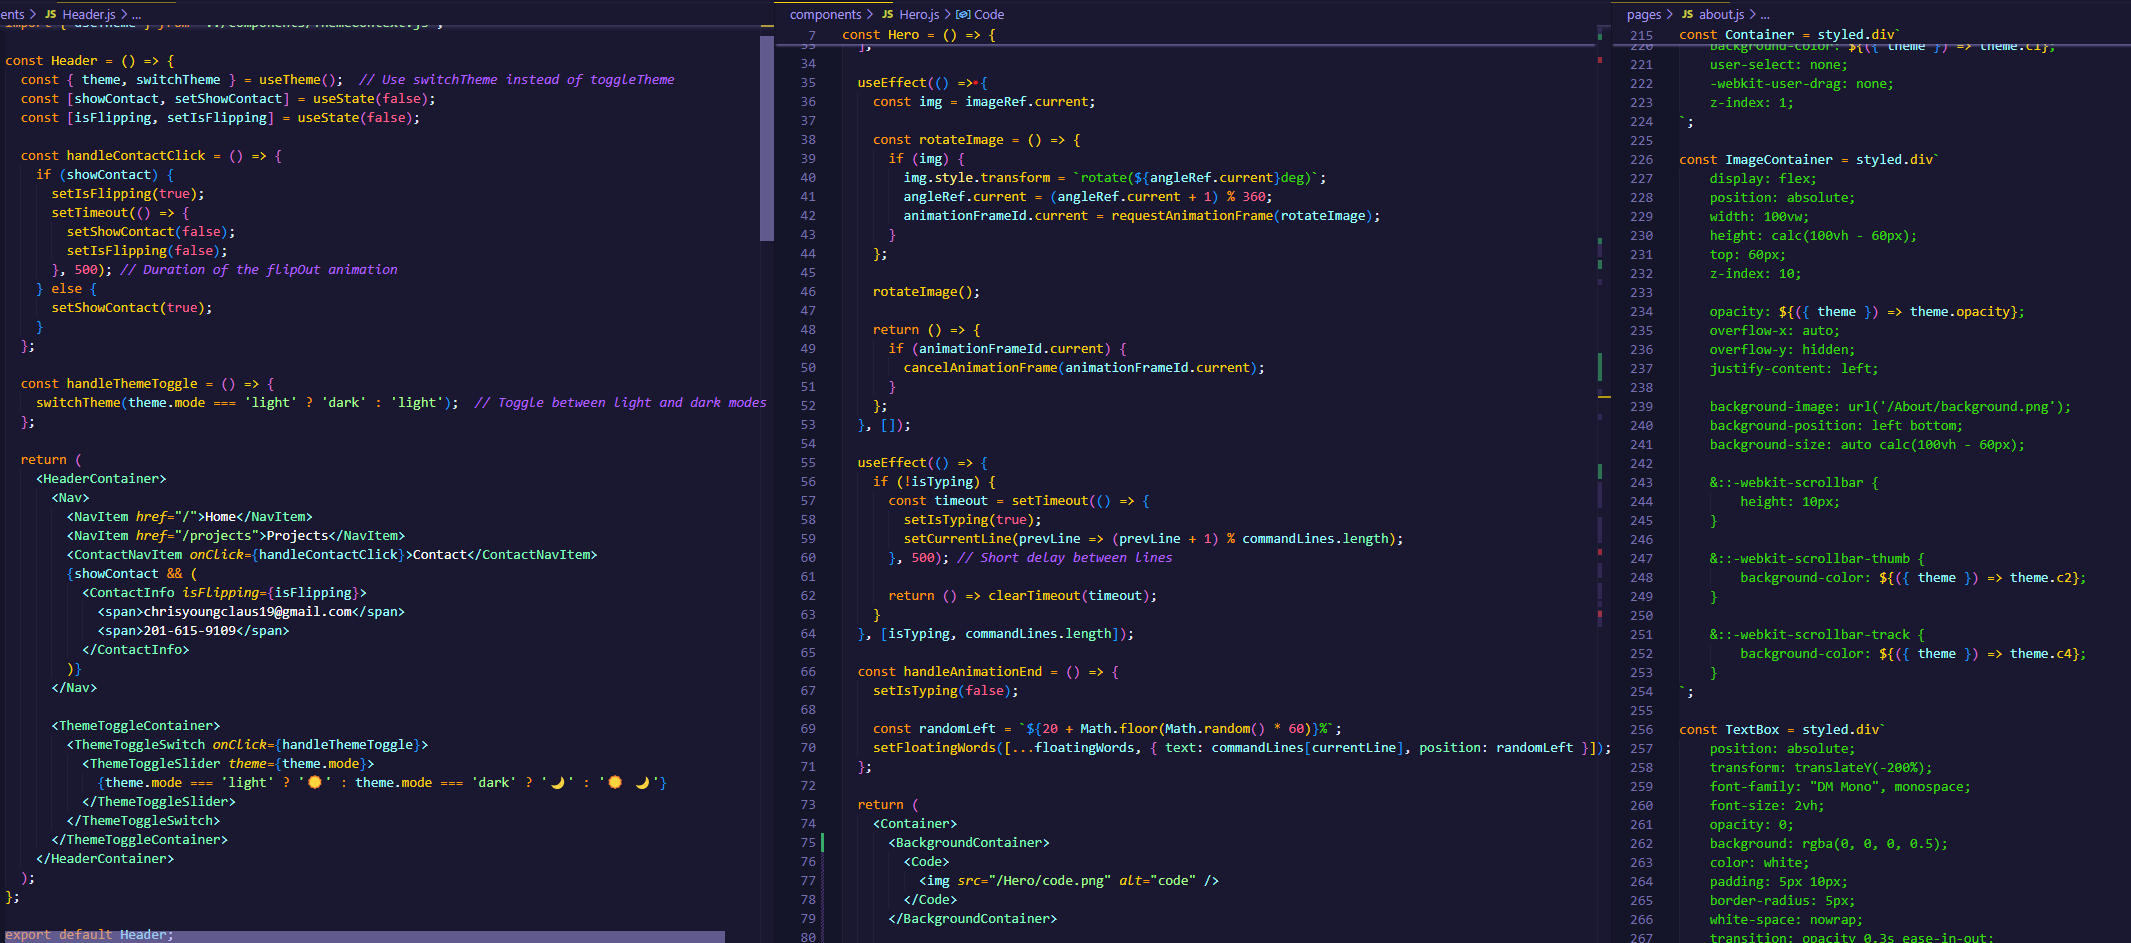 ents > JS Header.js > ...
import { useTheme } from '../components/ThemeContext.js';
const Header = () => {
const { theme, switchTheme } = useTheme();  // Use switchTheme instead of toggleTheme
const [showContact, setShowContact] = useState(false);
const [isFlipping, setIsFlipping] = useState(false);
const handleContactClick = () => {
if (showContact) {
setIsFlipping(true);
setTimeout(() => {
setShowContact(false);
setIsFlipping(false);
}, 500); // Duration of the flipOut animation
} else {
setShowContact(true);
}
};
const handleThemeToggle = () => {
switchTheme(theme.mode === 'light' ? 'dark' : 'light');  // Toggle between light and dark modes
};
return (
<HeaderContainer>
<Nav>
<NavItem href="/">Home</NavItem>
<NavItem href="/projects">Projects</NavItem>
<ContactNavItem onClick={handleContactClick}>Contact</ContactNavItem>
{showContact && (
<ContactInfo isFlipping={isFlipping}>
<span>chrisyoungclaus19@gmail.com</span>
<span>201-615-9109</span>
</ContactInfo>
)}
</Nav>
<ThemeToggleContainer>
<ThemeToggleSwitch onClick={handleThemeToggle}>
<ThemeToggleSlider theme={theme.mode}>
{theme.mode === 'light' ? '☀️' : theme.mode === 'dark' ? '🌙' : '☀️ 🌙'}
</ThemeToggleSlider>
</ThemeToggleSwitch>
</ThemeToggleContainer>
</HeaderContainer>
);
};
export default Header;
components > JS Hero.js > Code
7 const Hero = () => {
33 ];
34
35 useEffect(() => {
36 const img = imageRef.current;
37
38 const rotateImage = () => {
39 if (img) {
40 img.style.transform = `rotate(${angleRef.current}deg)`;
41 angleRef.current = (angleRef.current + 1) % 360;
42 animationFrameId.current = requestAnimationFrame(rotateImage);
43 }
44 };
45
46 rotateImage();
47
48 return () => {
49 if (animationFrameId.current) {
50 cancelAnimationFrame(animationFrameId.current);
51 }
52 };
53 }, []);
54
55 useEffect(() => {
56 if (!isTyping) {
57 const timeout = setTimeout(() => {
58 setIsTyping(true);
59 setCurrentLine(prevLine => (prevLine + 1) % commandLines.length);
60 }, 500); // Short delay between lines
61
62 return () => clearTimeout(timeout);
63 }
64 }, [isTyping, commandLines.length]);
65
66 const handleAnimationEnd = () => {
67 setIsTyping(false);
68
69 const randomLeft = `${20 + Math.floor(Math.random() * 60)}%`;
70 setFloatingWords([...floatingWords, { text: commandLines[currentLine], position: randomLeft }]);
71 };
72
73 return (
74 <Container>
75 <BackgroundContainer>
76 <Code>
77 <img src="/Hero/code.png" alt="code" />
78 </Code>
79 </BackgroundContainer>
80
pages > JS about.js > ...
215 const Container = styled.div`
220 background-color: ${({ theme }) => theme.c1};
221 user-select: none;
222 -webkit-user-drag: none;
223 z-index: 1;
224 `;
225
226 const ImageContainer = styled.div`
227 display: flex;
228 position: absolute;
229 width: 100vw;
230 height: calc(100vh - 60px);
231 top: 60px;
232 z-index: 10;
233
234 opacity: ${({ theme }) => theme.opacity};
235 overflow-x: auto;
236 overflow-y: hidden;
237 justify-content: left;
238
239 background-image: url('/About/background.png');
240 background-position: left bottom;
241 background-size: auto calc(100vh - 60px);
242
243 &::-webkit-scrollbar {
244 height: 10px;
245 }
246
247 &::-webkit-scrollbar-thumb {
248 background-color: ${({ theme }) => theme.c2};
249 }
250
251 &::-webkit-scrollbar-track {
252 background-color: ${({ theme }) => theme.c4};
253 }
254 `;
255
256 const TextBox = styled.div`
257 position: absolute;
258 transform: translateY(-200%);
259 font-family: "DM Mono", monospace;
260 font-size: 2vh;
261 opacity: 0;
262 background: rgba(0, 0, 0, 0.5);
263 color: white;
264 padding: 5px 10px;
265 border-radius: 5px;
266 white-space: nowrap;
267 transition: opacity 0.3s ease-in-out;